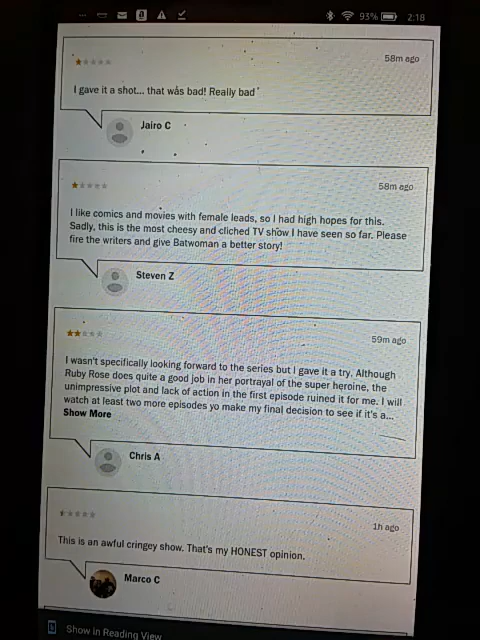 93% 2:18
58m ago
I gave it a shot... that was bad! Really bad
Jairo C
58m ago
I like comics and movies with female leads, so I had high hopes for this.
Sadly, this is the most cheesy and cliched TV show I have seen so far. Please
fire the writers and give Batwoman a better story!
Steven Z
59m ago
I wasn't specifically looking forward to the series but I gave it a try. Although
Ruby Rose does quite a good job in her portrayal of the super heroine, the
unimpressive plot and lack of action in the first episode ruined it for me. I will
watch at least two more episodes yo make my final decision to see if it's a...
Show More
Chris A
1h ago
This is an awful cringey show. That's my HONEST opinion.
Marco C
Show in Reading View